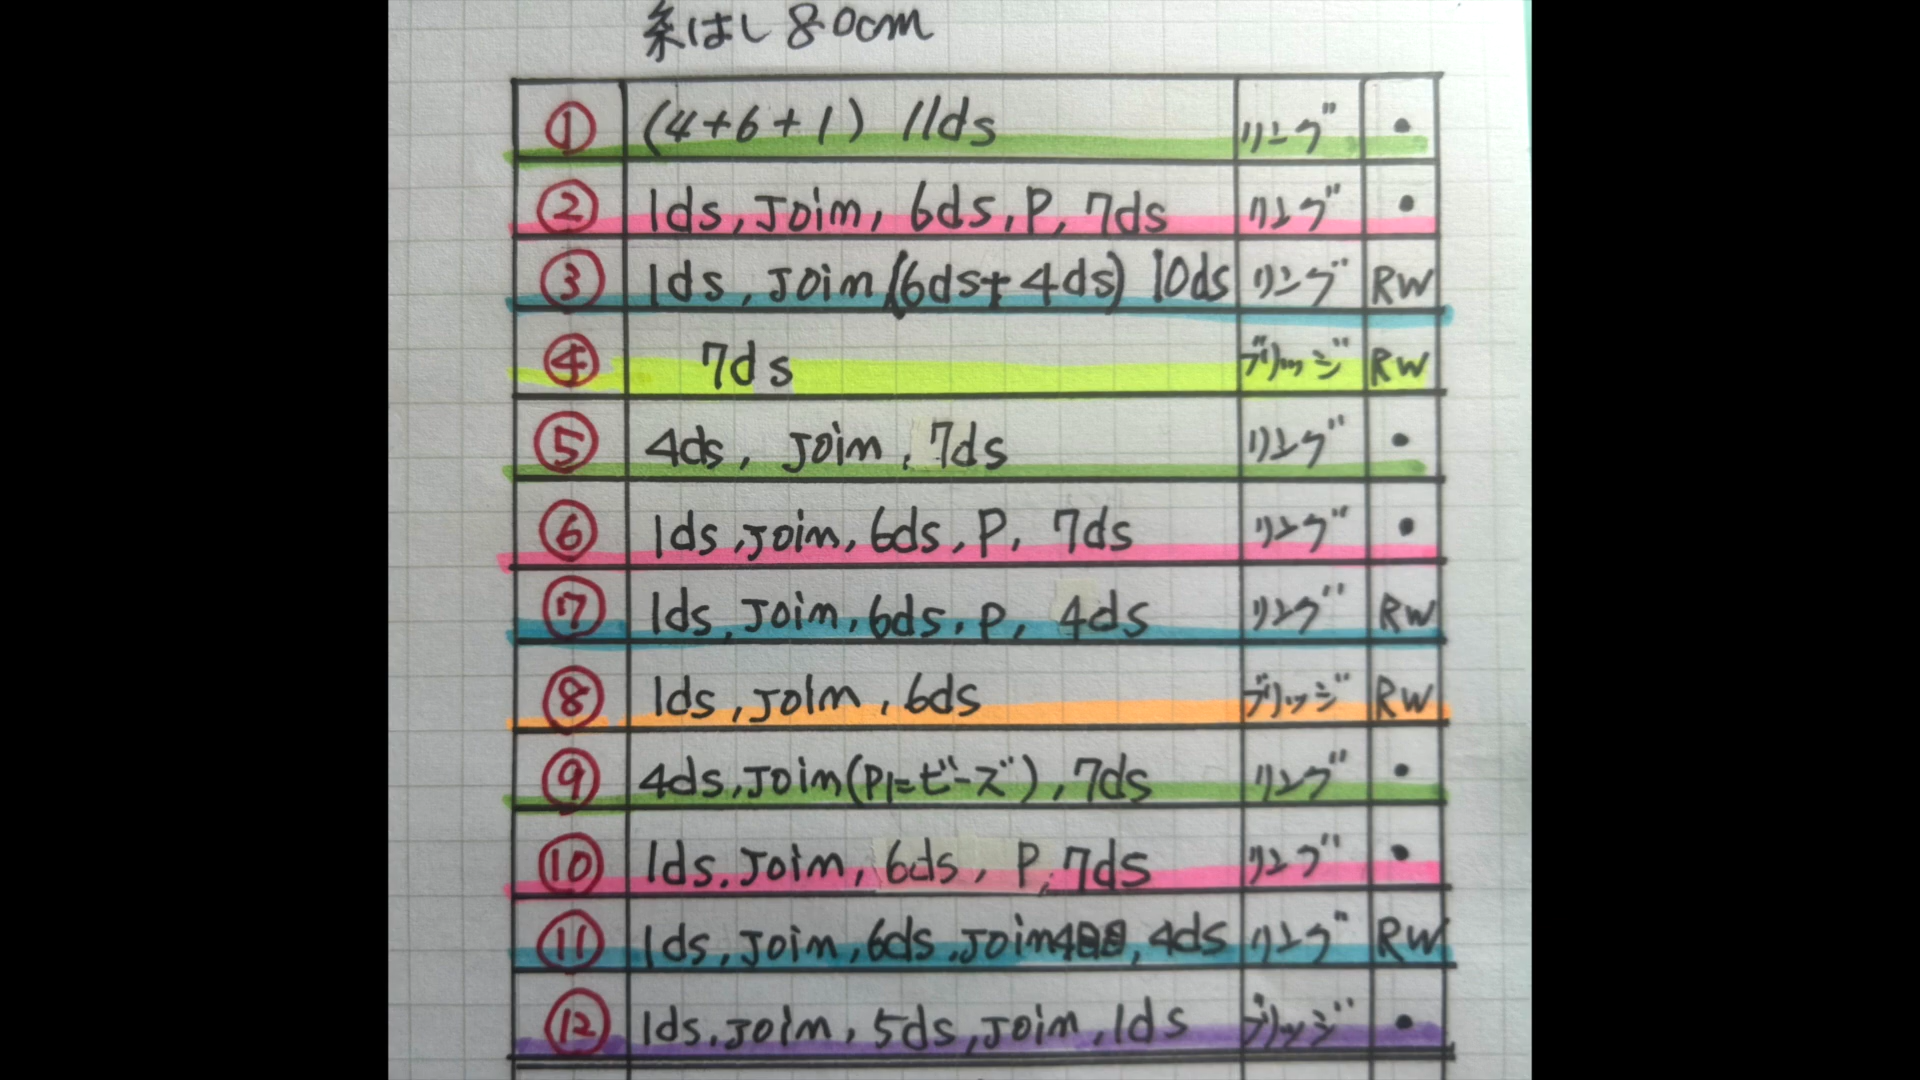 糸はし 80cm
① (4+6+1) 11ds リング •
② 1ds, Join, 6ds, P, 7ds リング •
③ 1ds, Join (6ds+4ds) 10ds リング RW
④ 7ds ブリッジ RW
⑤ 4ds, Join, 7ds リング •
⑥ 1ds, Join, 6ds, P, 7ds リング •
⑦ 1ds, Join, 6ds, P, 4ds リング RW
⑧ 1ds, Join, 6ds ブリッジ RW
⑨ 4ds, Join (Pに ビーズ), 7ds リング •
⑩ 1ds, Join, 6ds, P, 7ds リング •
⑪ 1ds, Join, 6ds, Join, 4ds リング RW
⑫ 1ds, Join, 5ds, Join, 1ds ブリッジ •